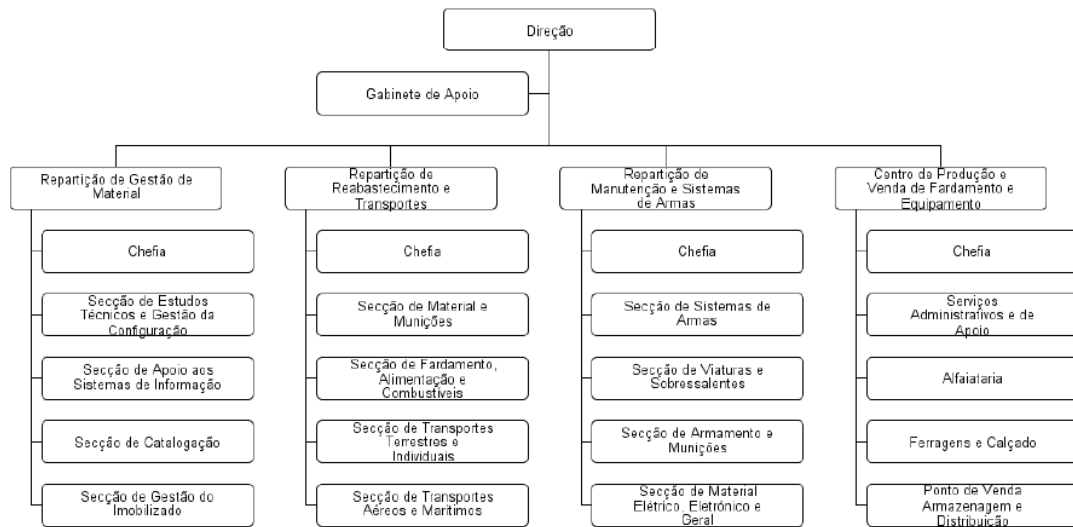 Direção
Gabinete de Apoio
Repartição de Gestão de
Material
Chefia
Secção de Estudos
Técnicos e Gestão da
Configuração
Secção de Apoio aos
Sistemas de Informação
Secção de Catalogação
Secção de Gestão do
Imobilizado
Repartição de
Reabastecimento e
Transportes
Chefia
Secção de Material e
Munições
Secção de Fardamento,
Alimentação e
Combustíveis
Secção de Transportes
Terrestres e
Individuais
Secção de Transportes
Aéreos e Marítimos
Repartição de
Manutenção e Sistemas
de Armas
Chefia
Secção de Sistemas de
Armas
Secção de Viaturas e
Sobressalentes
Secção de Armamento e
Munições
Secção de Material
Elétrico, Eletrónico e
Geral
Centro de Produção e
Venda de Fardamento e
Equipamento
Chefia
Serviços
Administrativos e de
Apoio
Alfaiataria
Ferragens e Calçado
Ponto de Venda
Armazenagem e
Distribuição